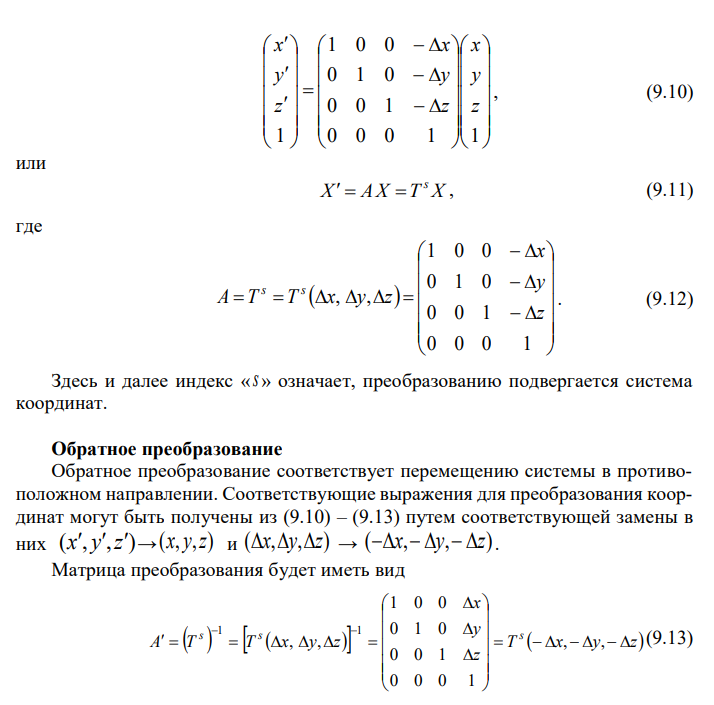 (x′ y′ z′ 1) = (1 0 0 −Δx 0 1 0 −Δy 0 0 1 −Δz 0 0 0 1)(x y z 1), (9.10)
или
X′ = A X = T^s X , (9.11)
где
A = T^s = T^s(Δx, Δy,Δz)= (1 0 0 −Δx 0 1 0 −Δy 0 0 1 −Δz 0 0 0 1). (9.12)
Здесь и далее индекс «s» означает, преобразованию подвергается система
координат.
Обратное преобразование
Обратное преобразование соответствует перемещению системы в противо-
положном направлении. Соответствующие выражения для преобразования коор-
динат могут быть получены из (9.10) – (9.13) путем соответствующей замены в
них (x′,y′,z′)→(x,y,z) и (Δx,Δy,Δz) → (−Δx,−Δy,−Δz).
Матрица преобразования будет иметь вид
A′ = (T^s)^−1 = [T^s(Δx, Δy,Δz)]^−1 = (1 0 0 Δx 0 1 0 Δy 0 0 1 Δz 0 0 0 1) = T^s(−Δx,−Δy,−Δz)(9.13)